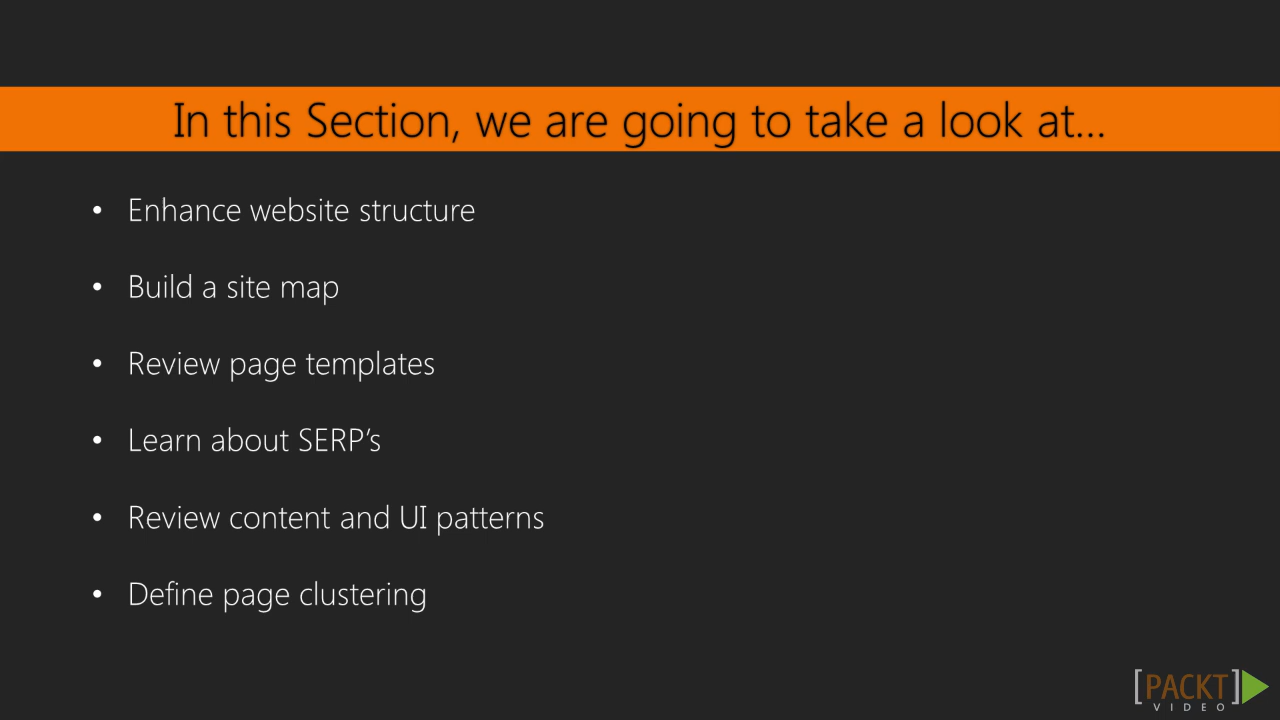 In this Section, we are going to take a look at...
• Enhance website structure
• Build a site map
• Review page templates
• Learn about SERP's
• Review content and UI patterns
• Define page clustering
[PACKT]
VIDEO